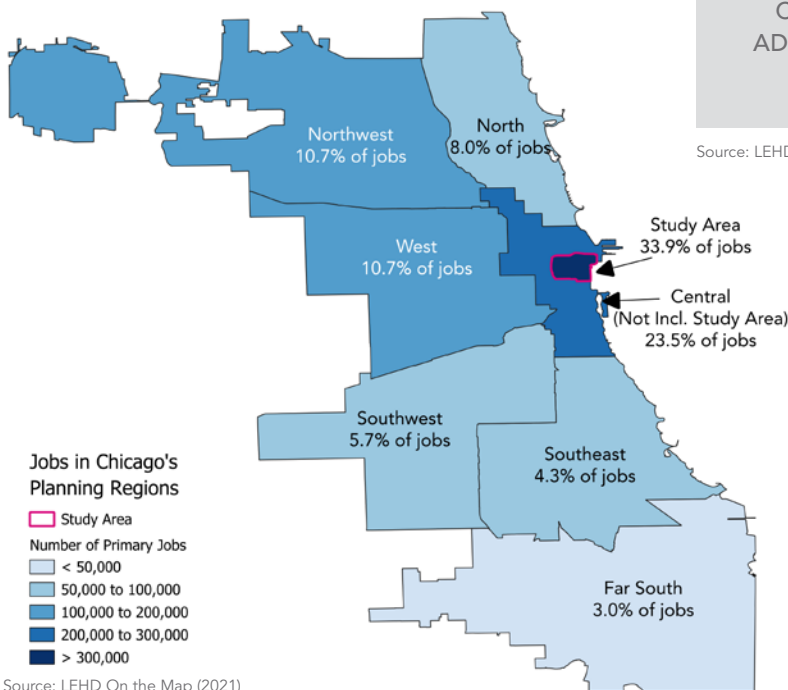 C
AD
Source: LEHD
Northwest
10.7% of jobs
North
8.0% of jobs
Study Area
33.9% of jobs
West
10.7% of jobs
Central
(Not Incl. Study Area)
23.5% of jobs
Southwest
5.7% of jobs
Southeast
4.3% of jobs
Far South
3.0% of jobs
Jobs in Chicago's
Planning Regions
Study Area
Number of Primary Jobs
< 50,000
50,000 to 100,000
100,000 to 200,000
200,000 to 300,000
> 300,000
Source: LEHD On the Map (2021)